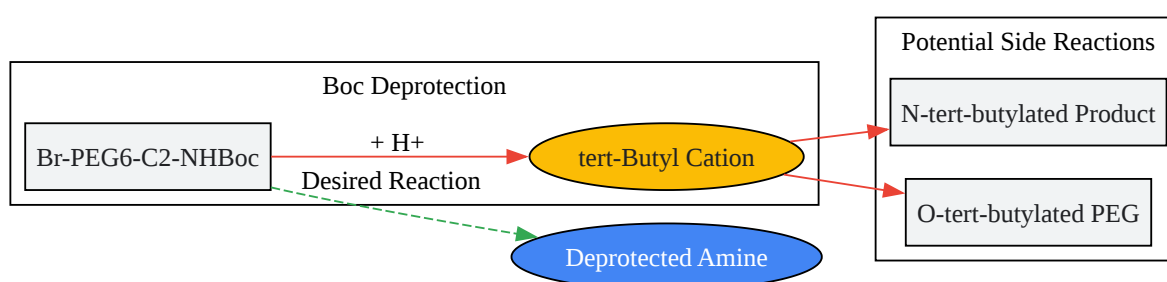 Potential Side Reactions
Boc Deprotection
N-tert-butylated Product
Br-PEG6-C2-NHBoc
+ H+
tert-Butyl Cation
Desired Reaction
O-tert-butylated PEG
Deprotected Amine